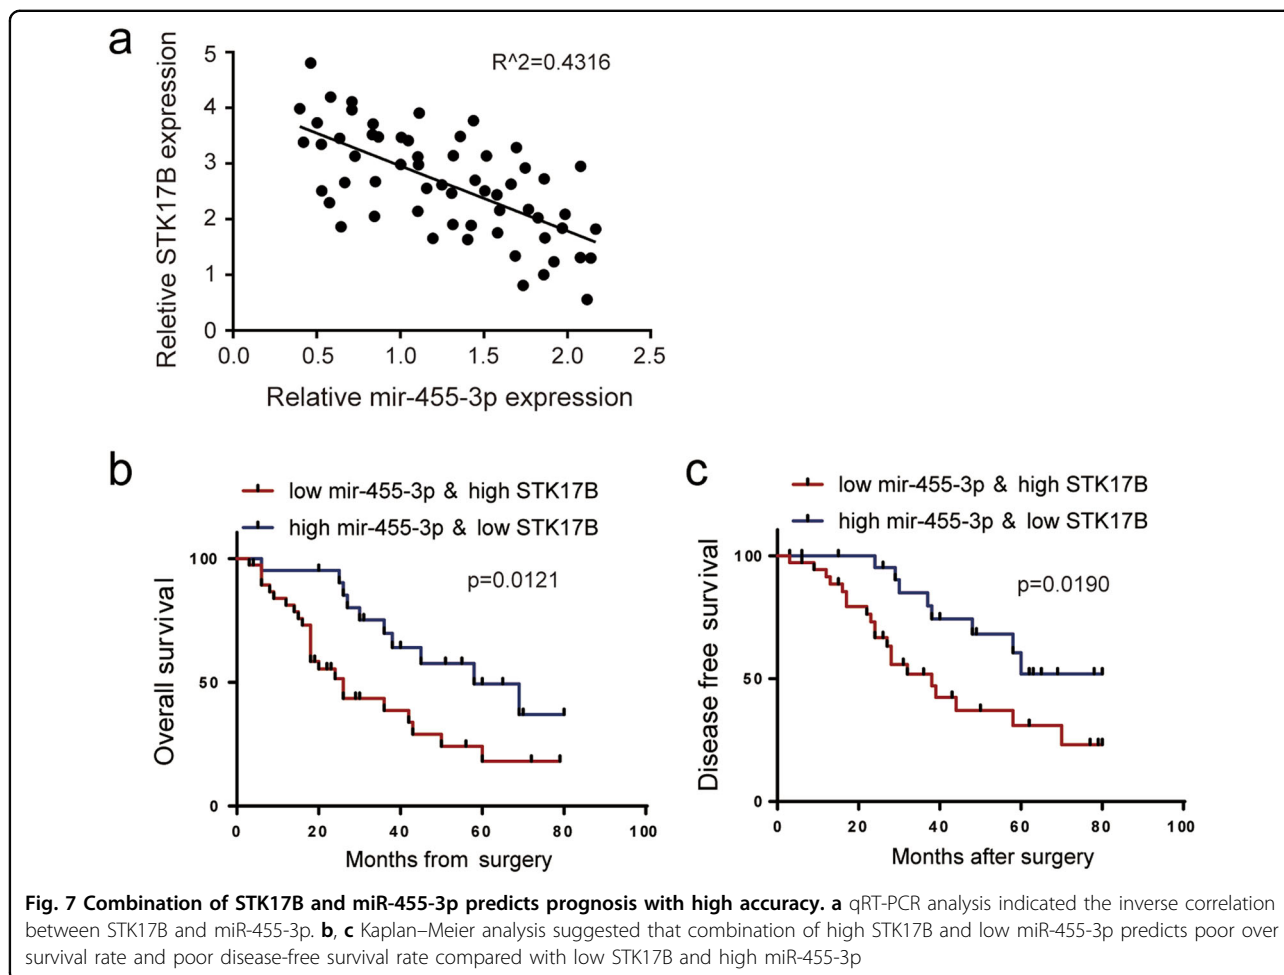 a
R^2=0.4316
Reletive STK17B expression
5
4
3
2
1
0
0.0 0.5 1.0 1.5 2.0 2.5
Relative mir-455-3p expression
b
low mir-455-3p & high STK17B
high mir-455-3p & low STK17B
p=0.0121
Overall survival
100
50
0
0 20 40 60 80 100
Months from surgery
c
low mir-455-3p & high STK17B
high mir-455-3p & low STK17B
p=0.0190
Disease free survival
100
50
0
0 20 40 60 80 100
Months after surgery
Fig. 7 Combination of STK17B and miR-455-3p predicts prognosis with high accuracy. a qRT-PCR analysis indicated the inverse correlation
between STK17B and miR-455-3p. b, c Kaplan–Meier analysis suggested that combination of high STK17B and low miR-455-3p predicts poor over
survival rate and poor disease-free survival rate compared with low STK17B and high miR-455-3p